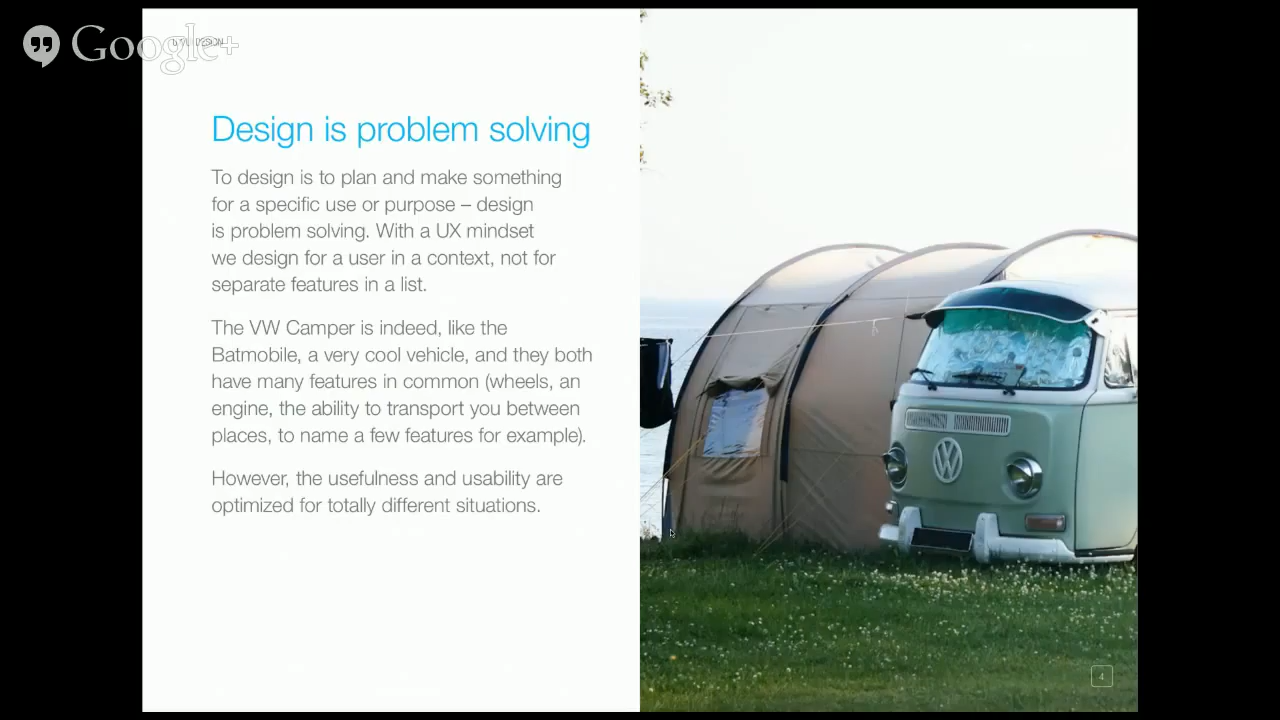 Google+
Design is problem solving
To design is to plan and make something
for a specific use or purpose – design
is problem solving. With a UX mindset
we design for a user in a context, not for
separate features in a list.
The VW Camper is indeed, like the
Batmobile, a very cool vehicle, and they both
have many features in common (wheels, an
engine, the ability to transport you between
places, to name a few features for example).
However, the usefulness and usability are
optimized for totally different situations.
4